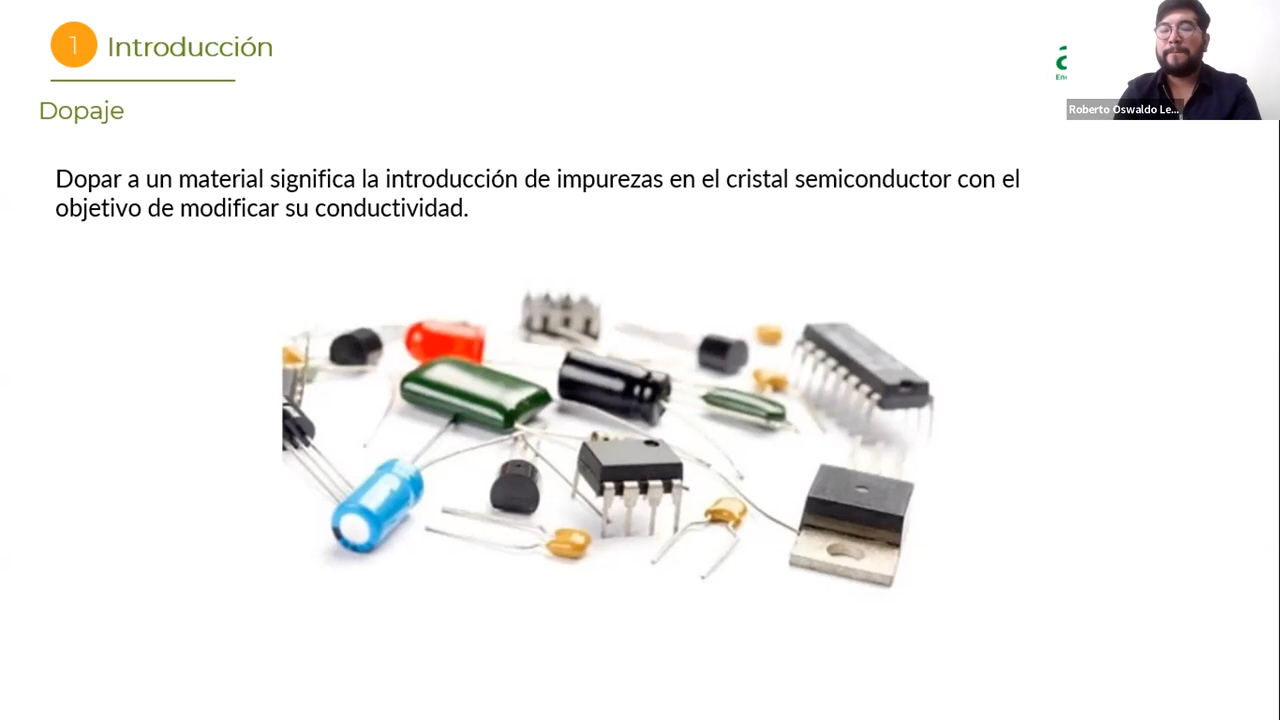 1 Introducción
Dopaje
Dopar a un material significa la introducción de impurezas en el cristal semiconductor con el
objetivo de modificar su conductividad.
Roberto Oswaldo Le...